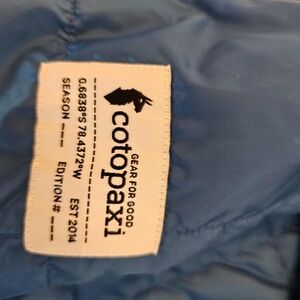 cotopaxi
GEAR FOR GOOD
0.6838°S 78.4372°W EST 2014
SEASON --- EDITION # ---